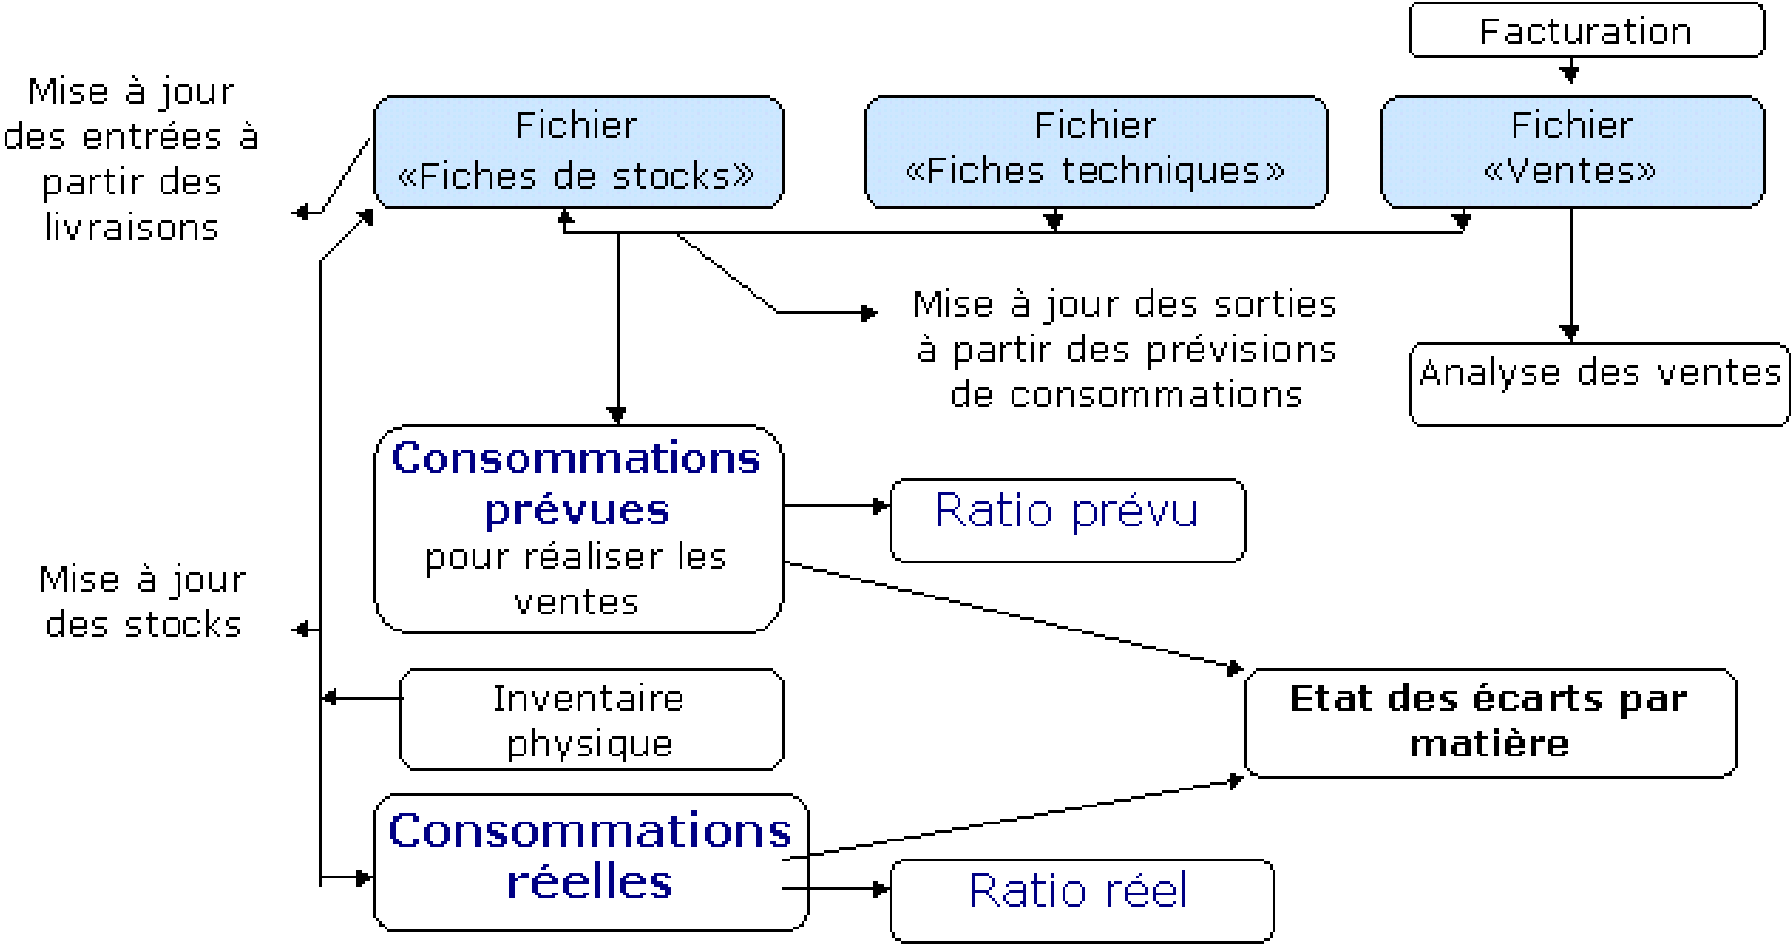 Facturation
Mise à jour
des entrées à
partir des
livraisons
Fichier
«Fiches de stocks»
Fichier
«Fiches techniques»
Fichier
«Ventes»
Mise à jour des sorties
à partir des prévisions
de consommations
Analyse des ventes
Consommations
prévues
pour réaliser les
ventes
Ratio prévu
Mise à jour
des stocks
Inventaire
physique
Etat des écarts par
matière
Consommations
réelles
Ratio réel